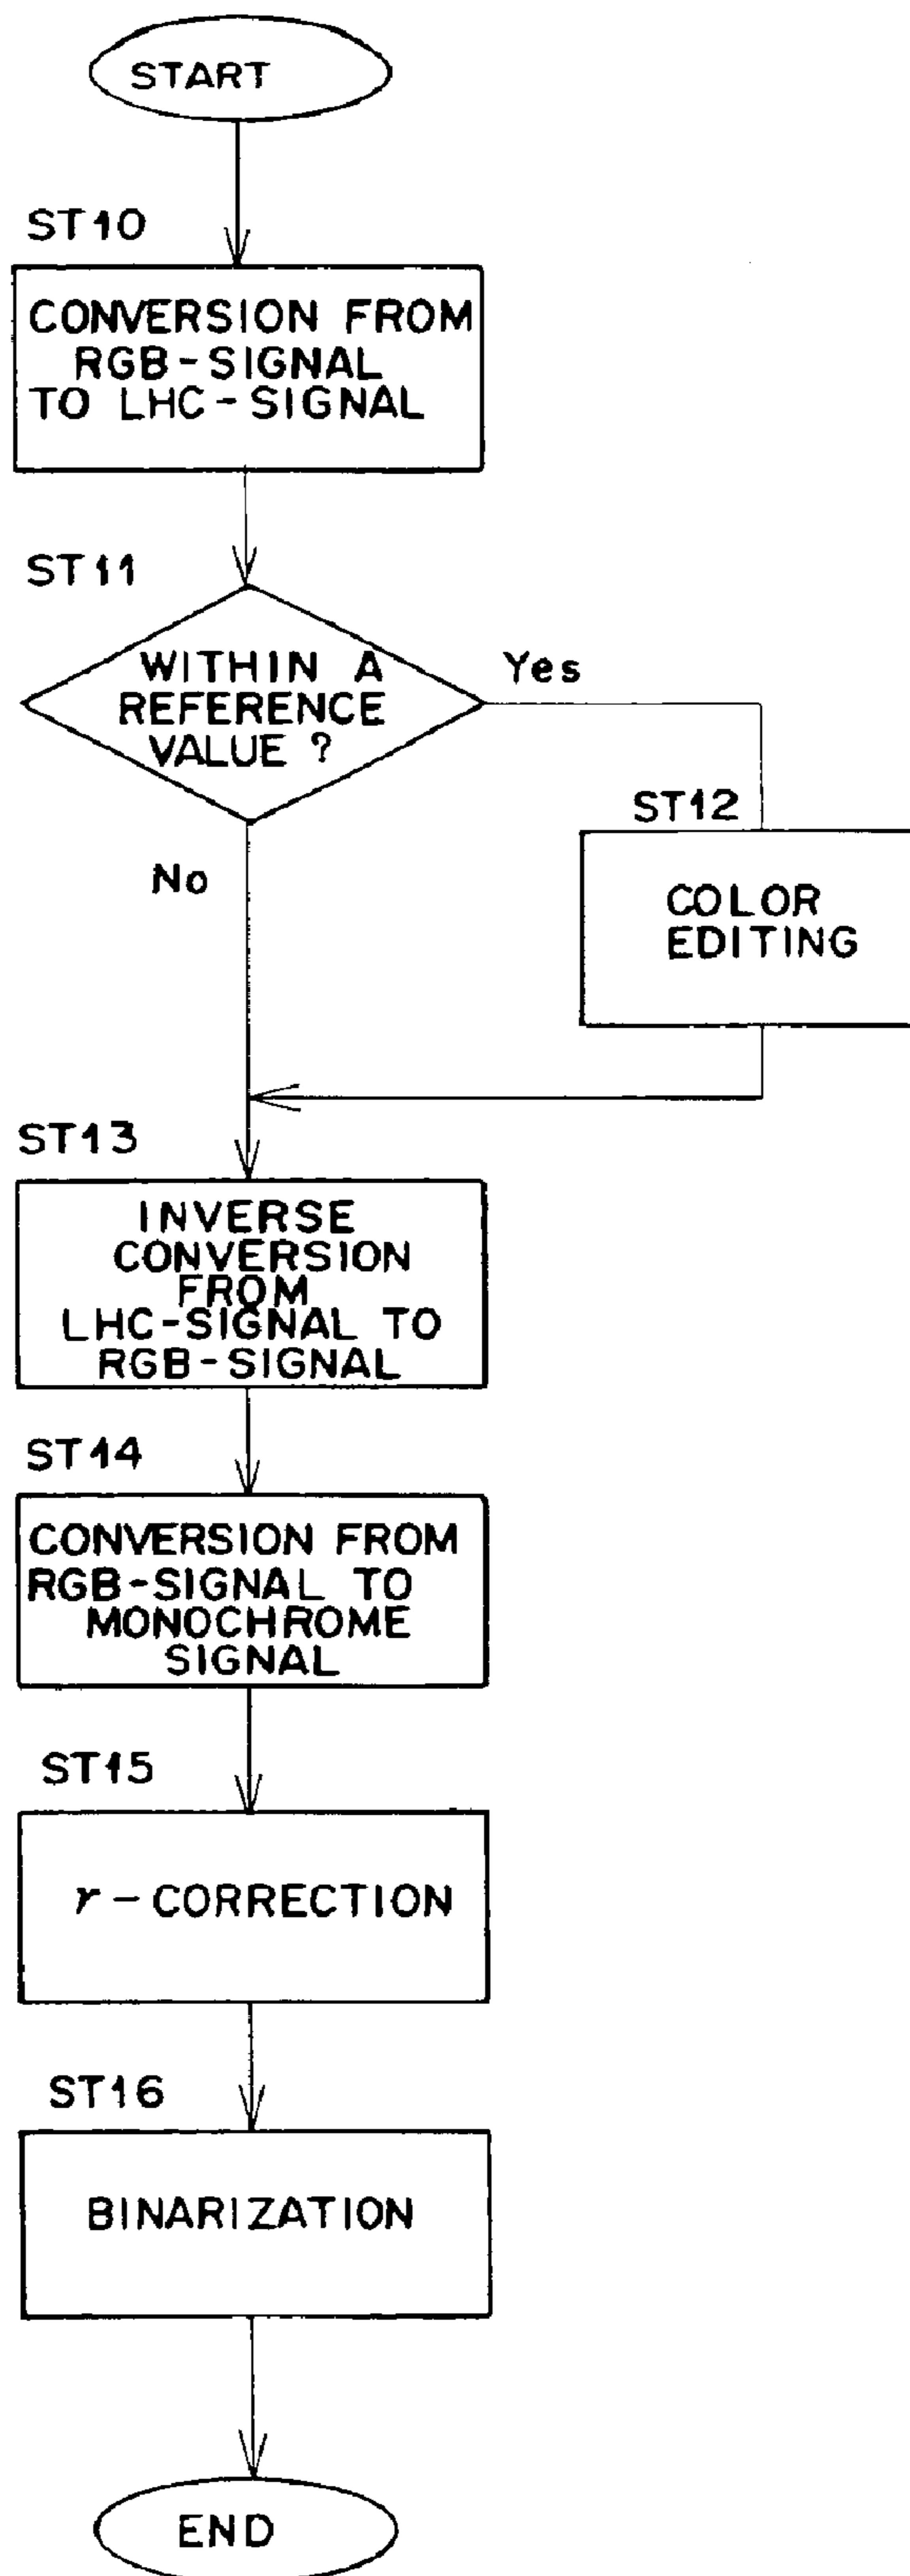 START
ST10
CONVERSION FROM
RGB-SIGNAL
TO LHC-SIGNAL
ST11
WITHIN A
REFERENCE
VALUE ?
Yes
No
ST12
COLOR
EDITING
ST13
INVERSE
CONVERSION
FROM
LHC-SIGNAL TO
RGB-SIGNAL
ST14
CONVERSION FROM
RGB-SIGNAL TO
MONOCHROME
SIGNAL
ST15
r-CORRECTION
ST16
BINARIZATION
END